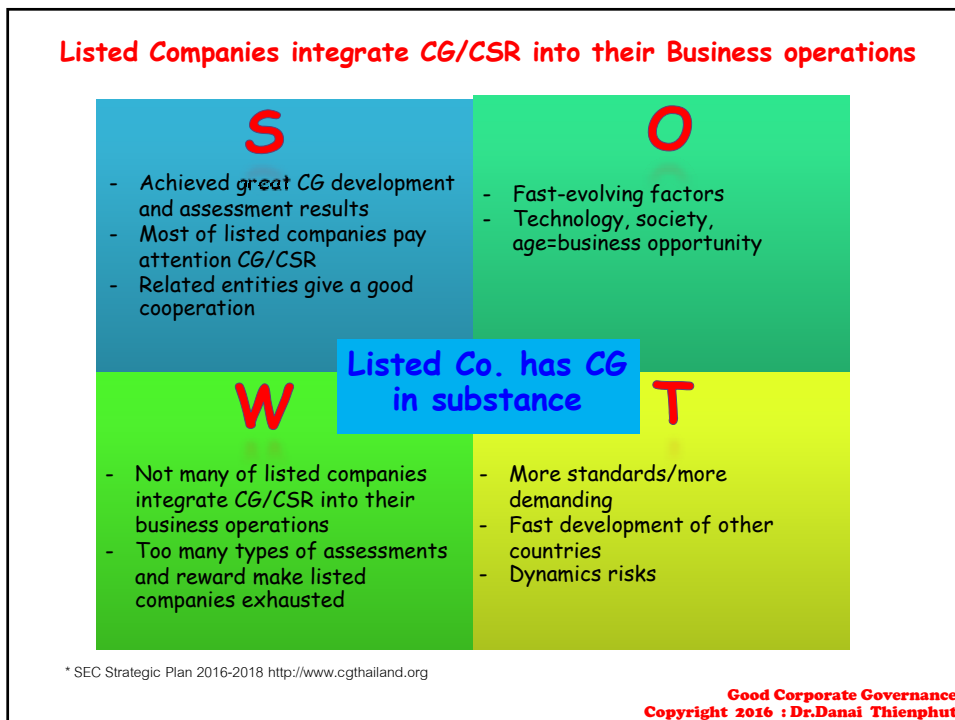 Listed Companies integrate CG/CSR into their Business operations
S
- Achieved great CG development
and assessment results
- Most of listed companies pay
attention CG/CSR
- Related entities give a good
cooperation
O
- Fast-evolving factors
- Technology, society,
age=business opportunity
Listed Co. has CG
in substance
W
- Not many of listed companies
integrate CG/CSR into their
business operations
- Too many types of assessments
and reward make listed
companies exhausted
T
- More standards/more
demanding
- Fast development of other
countries
- Dynamics risks
* SEC Strategic Plan 2016-2018 http://www.cgthailand.org
Good Corporate Governance
Copyright 2016 : Dr.Danai Thienphut